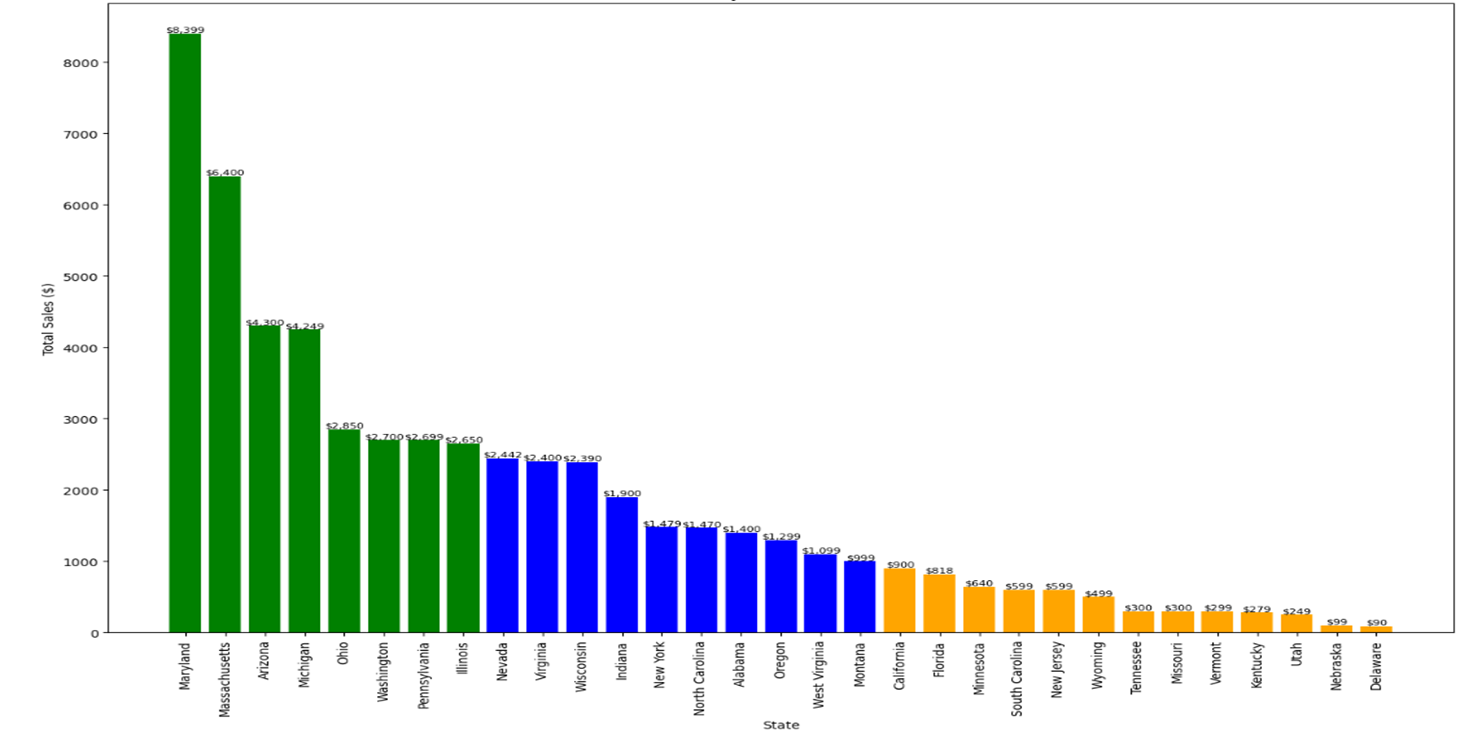 $8,399
$6,400
$4,300
$4,249
$2,850
$2,700
$2,699
$2,650
$2,442
$2,400
$2,390
$1,900
$1,479
$1,470
$1,400
$1,299
$1,099
$999
$900
$818
$640
$599
$599
$499
$300
$300
$299
$279
$249
$99
$90
8000
7000
6000
5000
4000
3000
2000
1000
0
Total Sales ($)
Maryland
Massachusetts
Arizona
Michigan
Ohio
Washington
Pennsylvania
Illinois
Nevada
Virginia
Wisconsin
Indiana
New York
North Carolina
Alabama
Oregon
West Virginia
Montana
California
Florida
Minnesota
South Carolina
New Jersey
Wyoming
Tennessee
Missouri
Vermont
Kentucky
Utah
Nebraska
Delaware
State